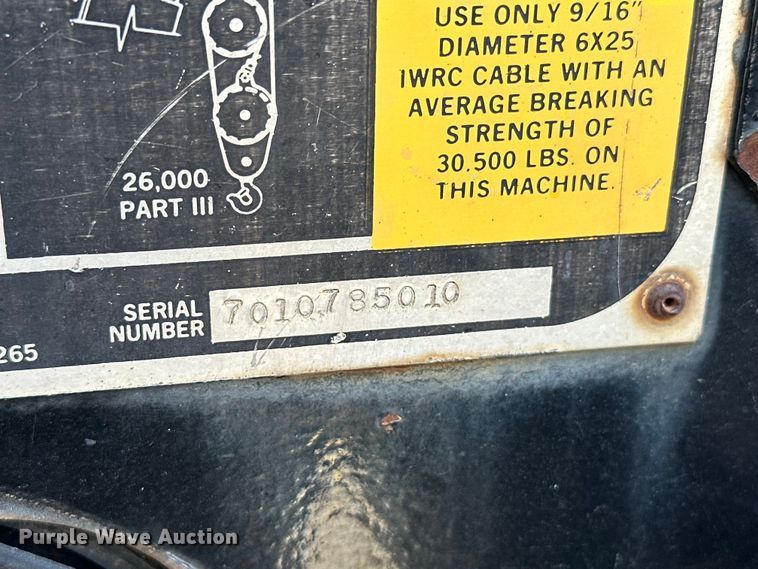 USE ONLY 9/16"
DIAMETER 6X25
IWRC CABLE WITH AN
AVERAGE BREAKING
STRENGTH OF
30.500 LBS. ON
THIS MACHINE.
26,000
PART III
SERIAL
NUMBER
7010785010
265
Purple Wave Auction